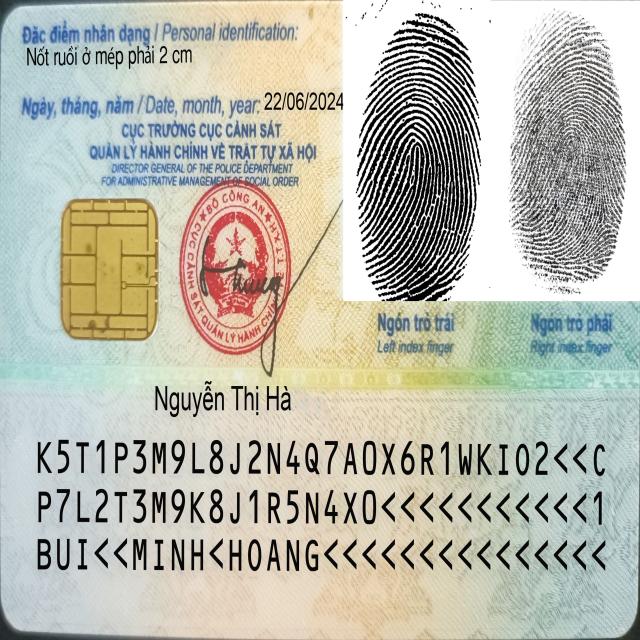 Đặc điểm nhân dạng / Personal identification:
Nốt ruồi ở mép phải 2 cm
Ngày, tháng, năm / Date, month, year: 22/06/2024
CỤC TRƯỞNG CỤC CẢNH SÁT
QUẢN LÝ HÀNH CHÍNH VỀ TRẬT TỰ XÃ HỘI
DIRECTOR GENERAL OF THE POLICE DEPARTMENT
FOR ADMINISTRATIVE MANAGEMENT OF SOCIAL ORDER
BỘ CÔNG AN
CỤC CẢNH SÁT QUẢN LÝ HÀNH CHÍNH
Ngón trỏ trái
Left index finger
Ngón trỏ phải
Right index finger
Nguyễn Thị Hà
K5T1P3M9L8J2N4Q7AOX6R1WKIO2<<C
P7L2T3M9K8J1R5N4XO<<<<<<<<<<<1
BUI<<MINH<HOANG<<<<<<<<<<<<<<<